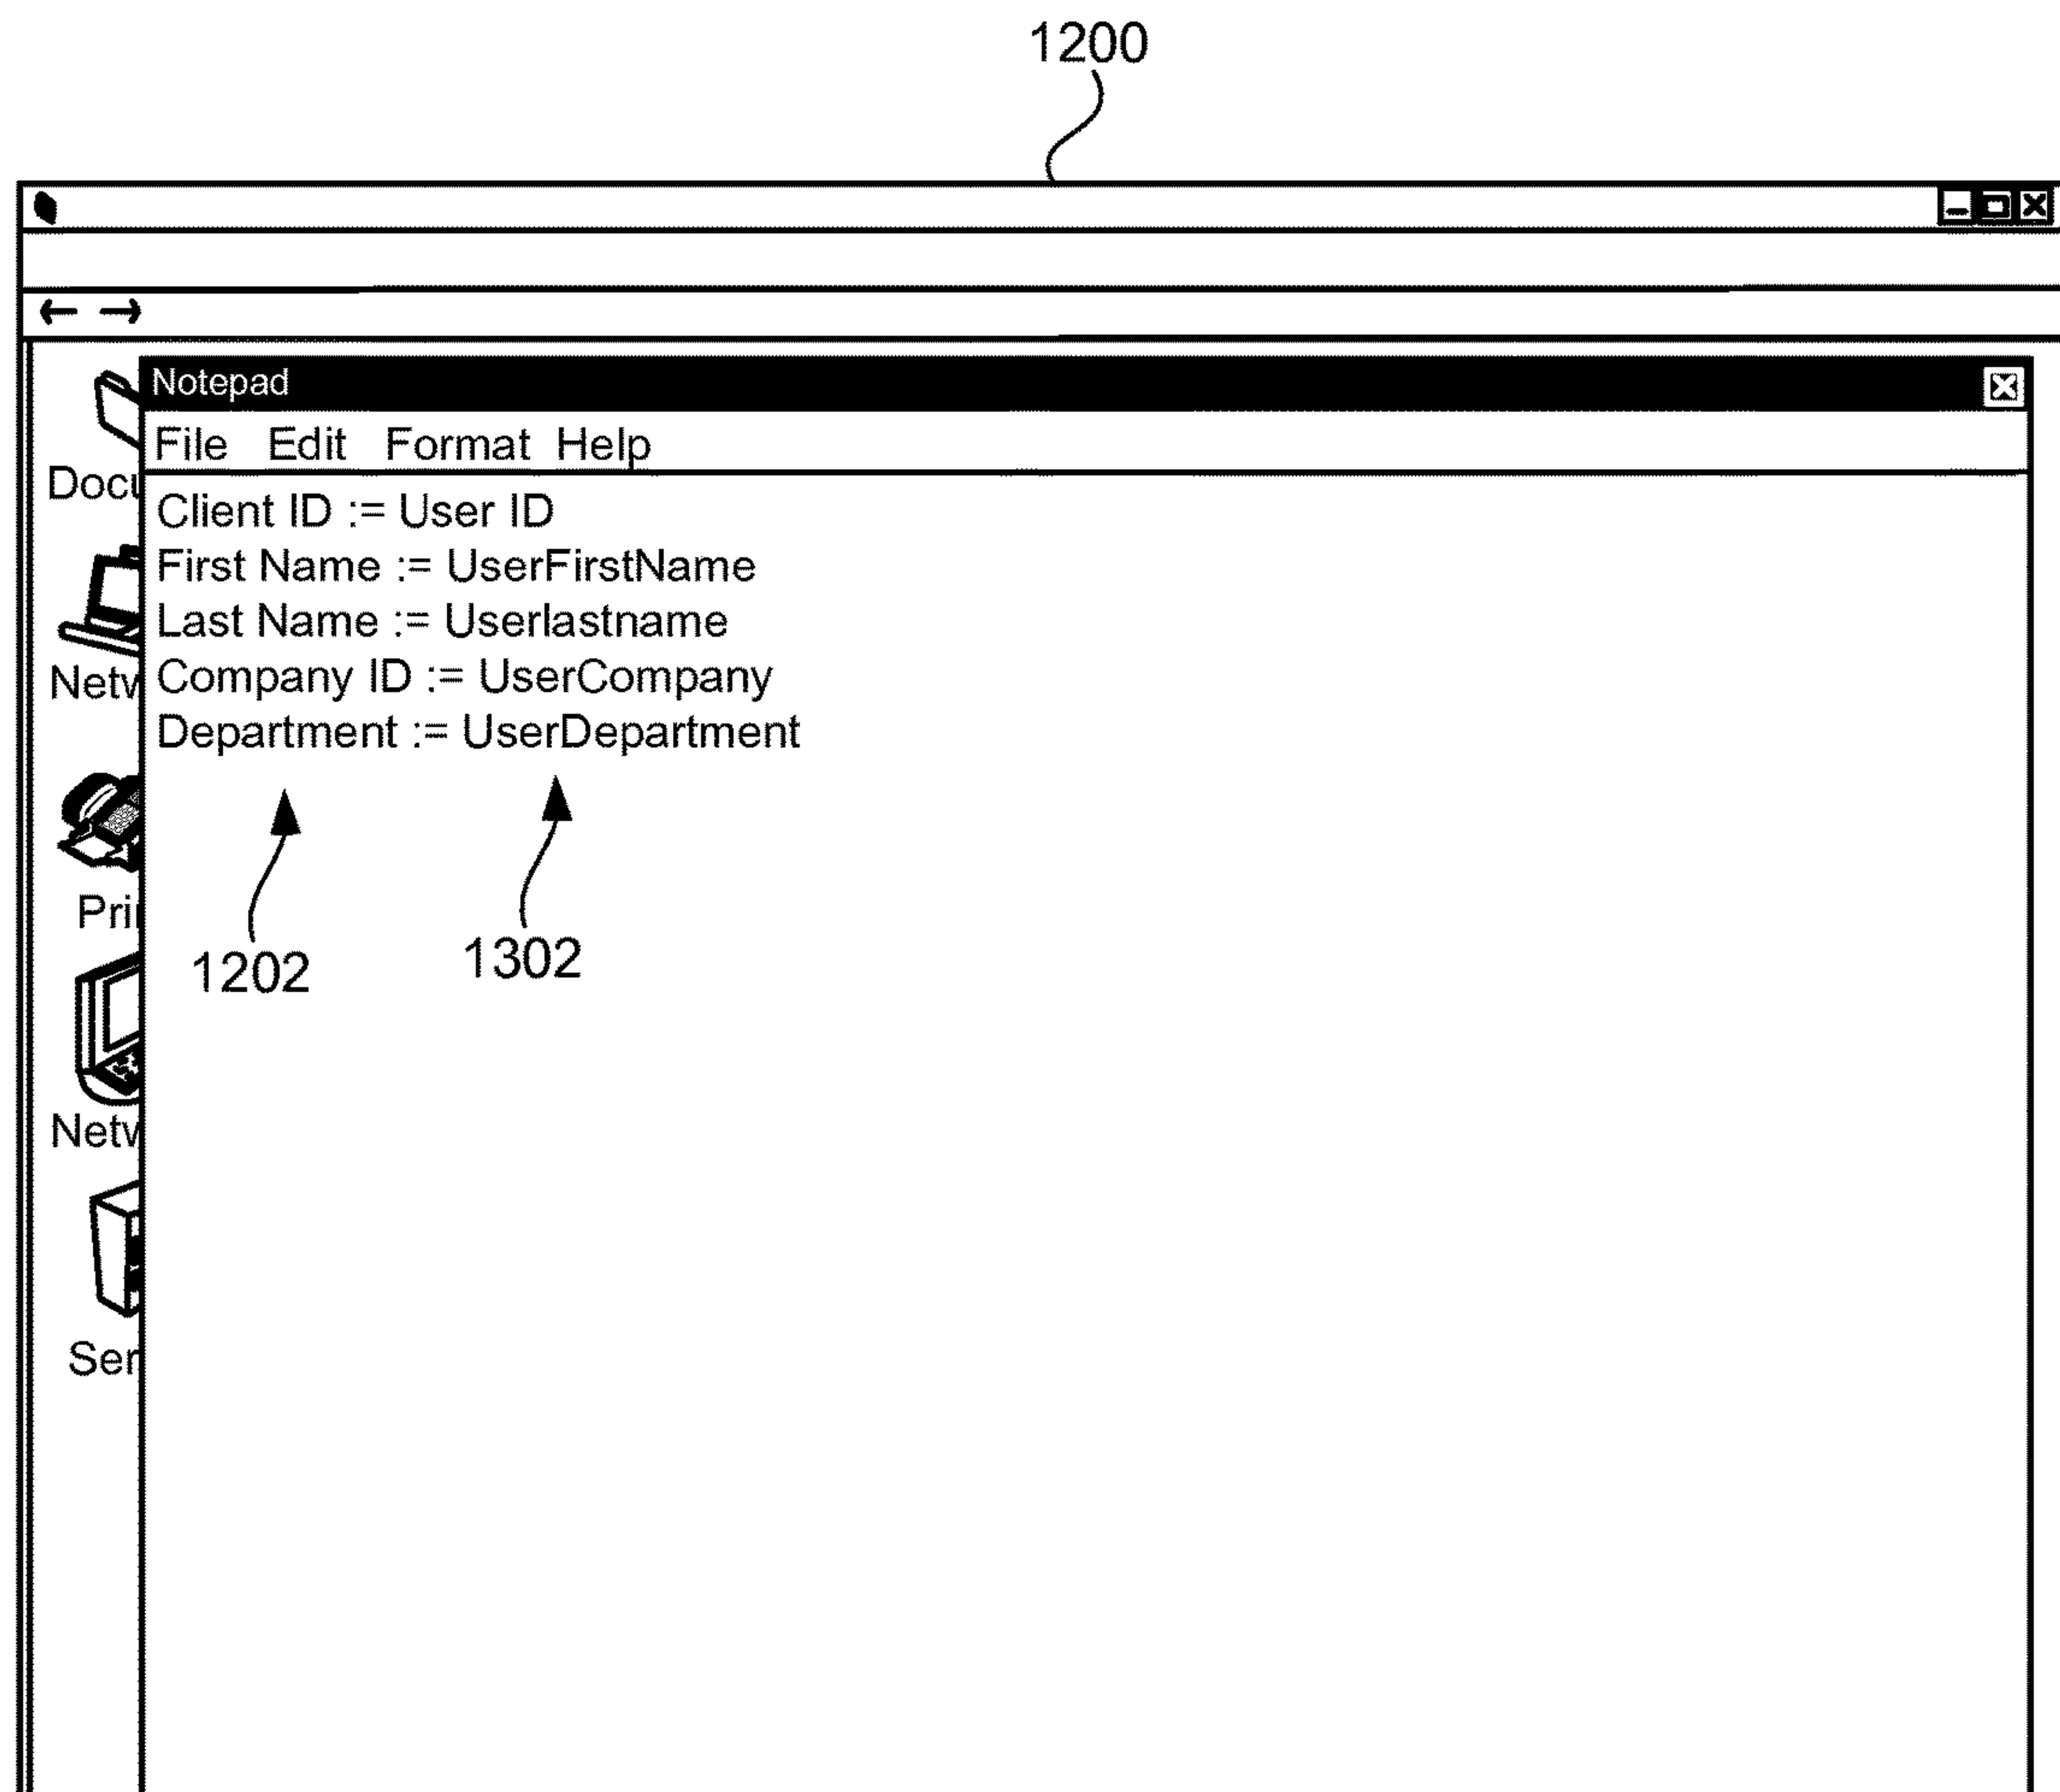 1200
Notepad
File Edit Format Help
Client ID := User ID
First Name := UserFirstName
Last Name := Userlastname
Company ID := UserCompany
Department := UserDepartment
1202 1302